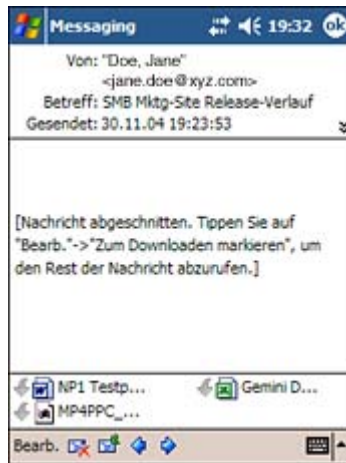 Messaging 19:32 ok
Von: "Doe, Jane"
<jane.doe@xyz.com>
Betreff: SMB Mktg-Site Release-Verlauf
Gesendet: 30.11.04 19:23:53
[Nachricht abgeschnitten. Tippen Sie auf
"Bearb."->"Zum Downloaden markieren", um
den Rest der Nachricht abzurufen.]
NP1 Testp... Gemini D...
MP4PPC_...
Bearb.